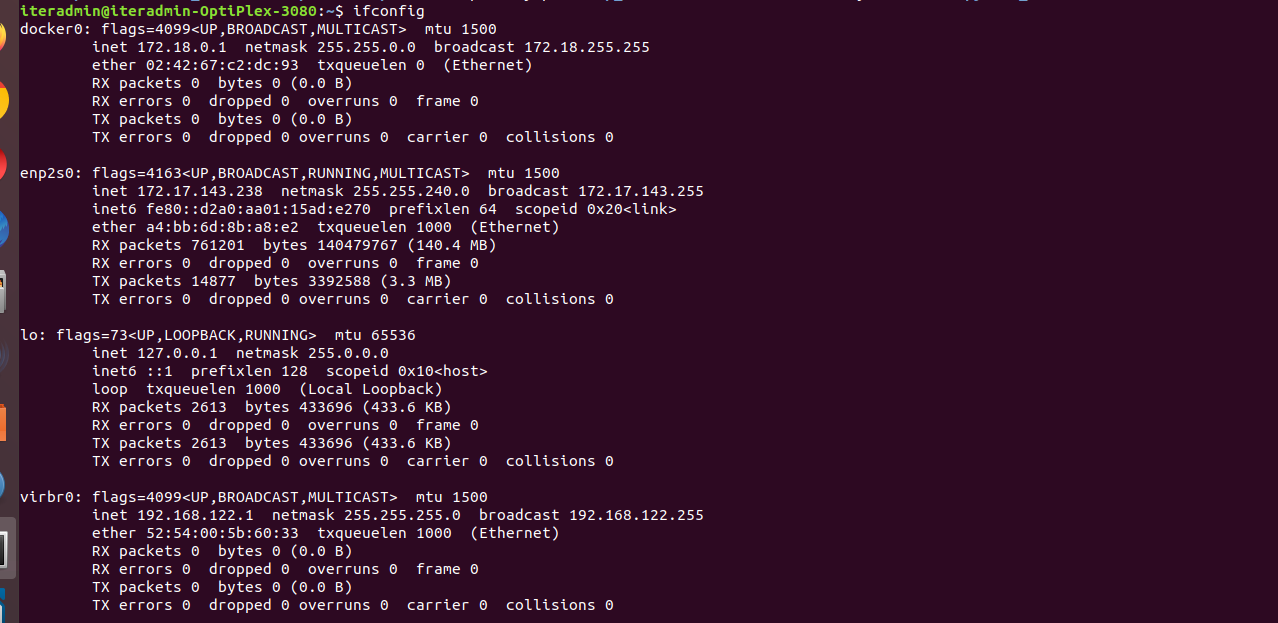 iteradmin@iteradmin-OptiPlex-3080:~$ ifconfig
docker0: flags=4099<UP,BROADCAST,MULTICAST>  mtu 1500
        inet 172.18.0.1  netmask 255.255.0.0  broadcast 172.18.255.255
        ether 02:42:67:c2:dc:93  txqueuelen 0  (Ethernet)
        RX packets 0  bytes 0 (0.0 B)
        RX errors 0  dropped 0  overruns 0  frame 0
        TX packets 0  bytes 0 (0.0 B)
        TX errors 0  dropped 0 overruns 0  carrier 0  collisions 0

enp2s0: flags=4163<UP,BROADCAST,RUNNING,MULTICAST>  mtu 1500
        inet 172.17.143.238  netmask 255.255.240.0  broadcast 172.17.143.255
        inet6 fe80::d2a0:aa01:15ad:e270  prefixlen 64  scopeid 0x20<link>
        ether a4:bb:6d:8b:a8:e2  txqueuelen 1000  (Ethernet)
        RX packets 761201  bytes 140479767 (140.4 MB)
        RX errors 0  dropped 0  overruns 0  frame 0
        TX packets 14877  bytes 3392588 (3.3 MB)
        TX errors 0  dropped 0 overruns 0  carrier 0  collisions 0

lo: flags=73<UP,LOOPBACK,RUNNING>  mtu 65536
        inet 127.0.0.1  netmask 255.0.0.0
        inet6 ::1  prefixlen 128  scopeid 0x10<host>
        loop  txqueuelen 1000  (Local Loopback)
        RX packets 2613  bytes 433696 (433.6 KB)
        RX errors 0  dropped 0  overruns 0  frame 0
        TX packets 2613  bytes 433696 (433.6 KB)
        TX errors 0  dropped 0 overruns 0  carrier 0  collisions 0

virbr0: flags=4099<UP,BROADCAST,MULTICAST>  mtu 1500
        inet 192.168.122.1  netmask 255.255.255.0  broadcast 192.168.122.255
        ether 52:54:00:5b:60:33  txqueuelen 1000  (Ethernet)
        RX packets 0  bytes 0 (0.0 B)
        RX errors 0  dropped 0  overruns 0  frame 0
        TX packets 0  bytes 0 (0.0 B)
        TX errors 0  dropped 0 overruns 0  carrier 0  collisions 0